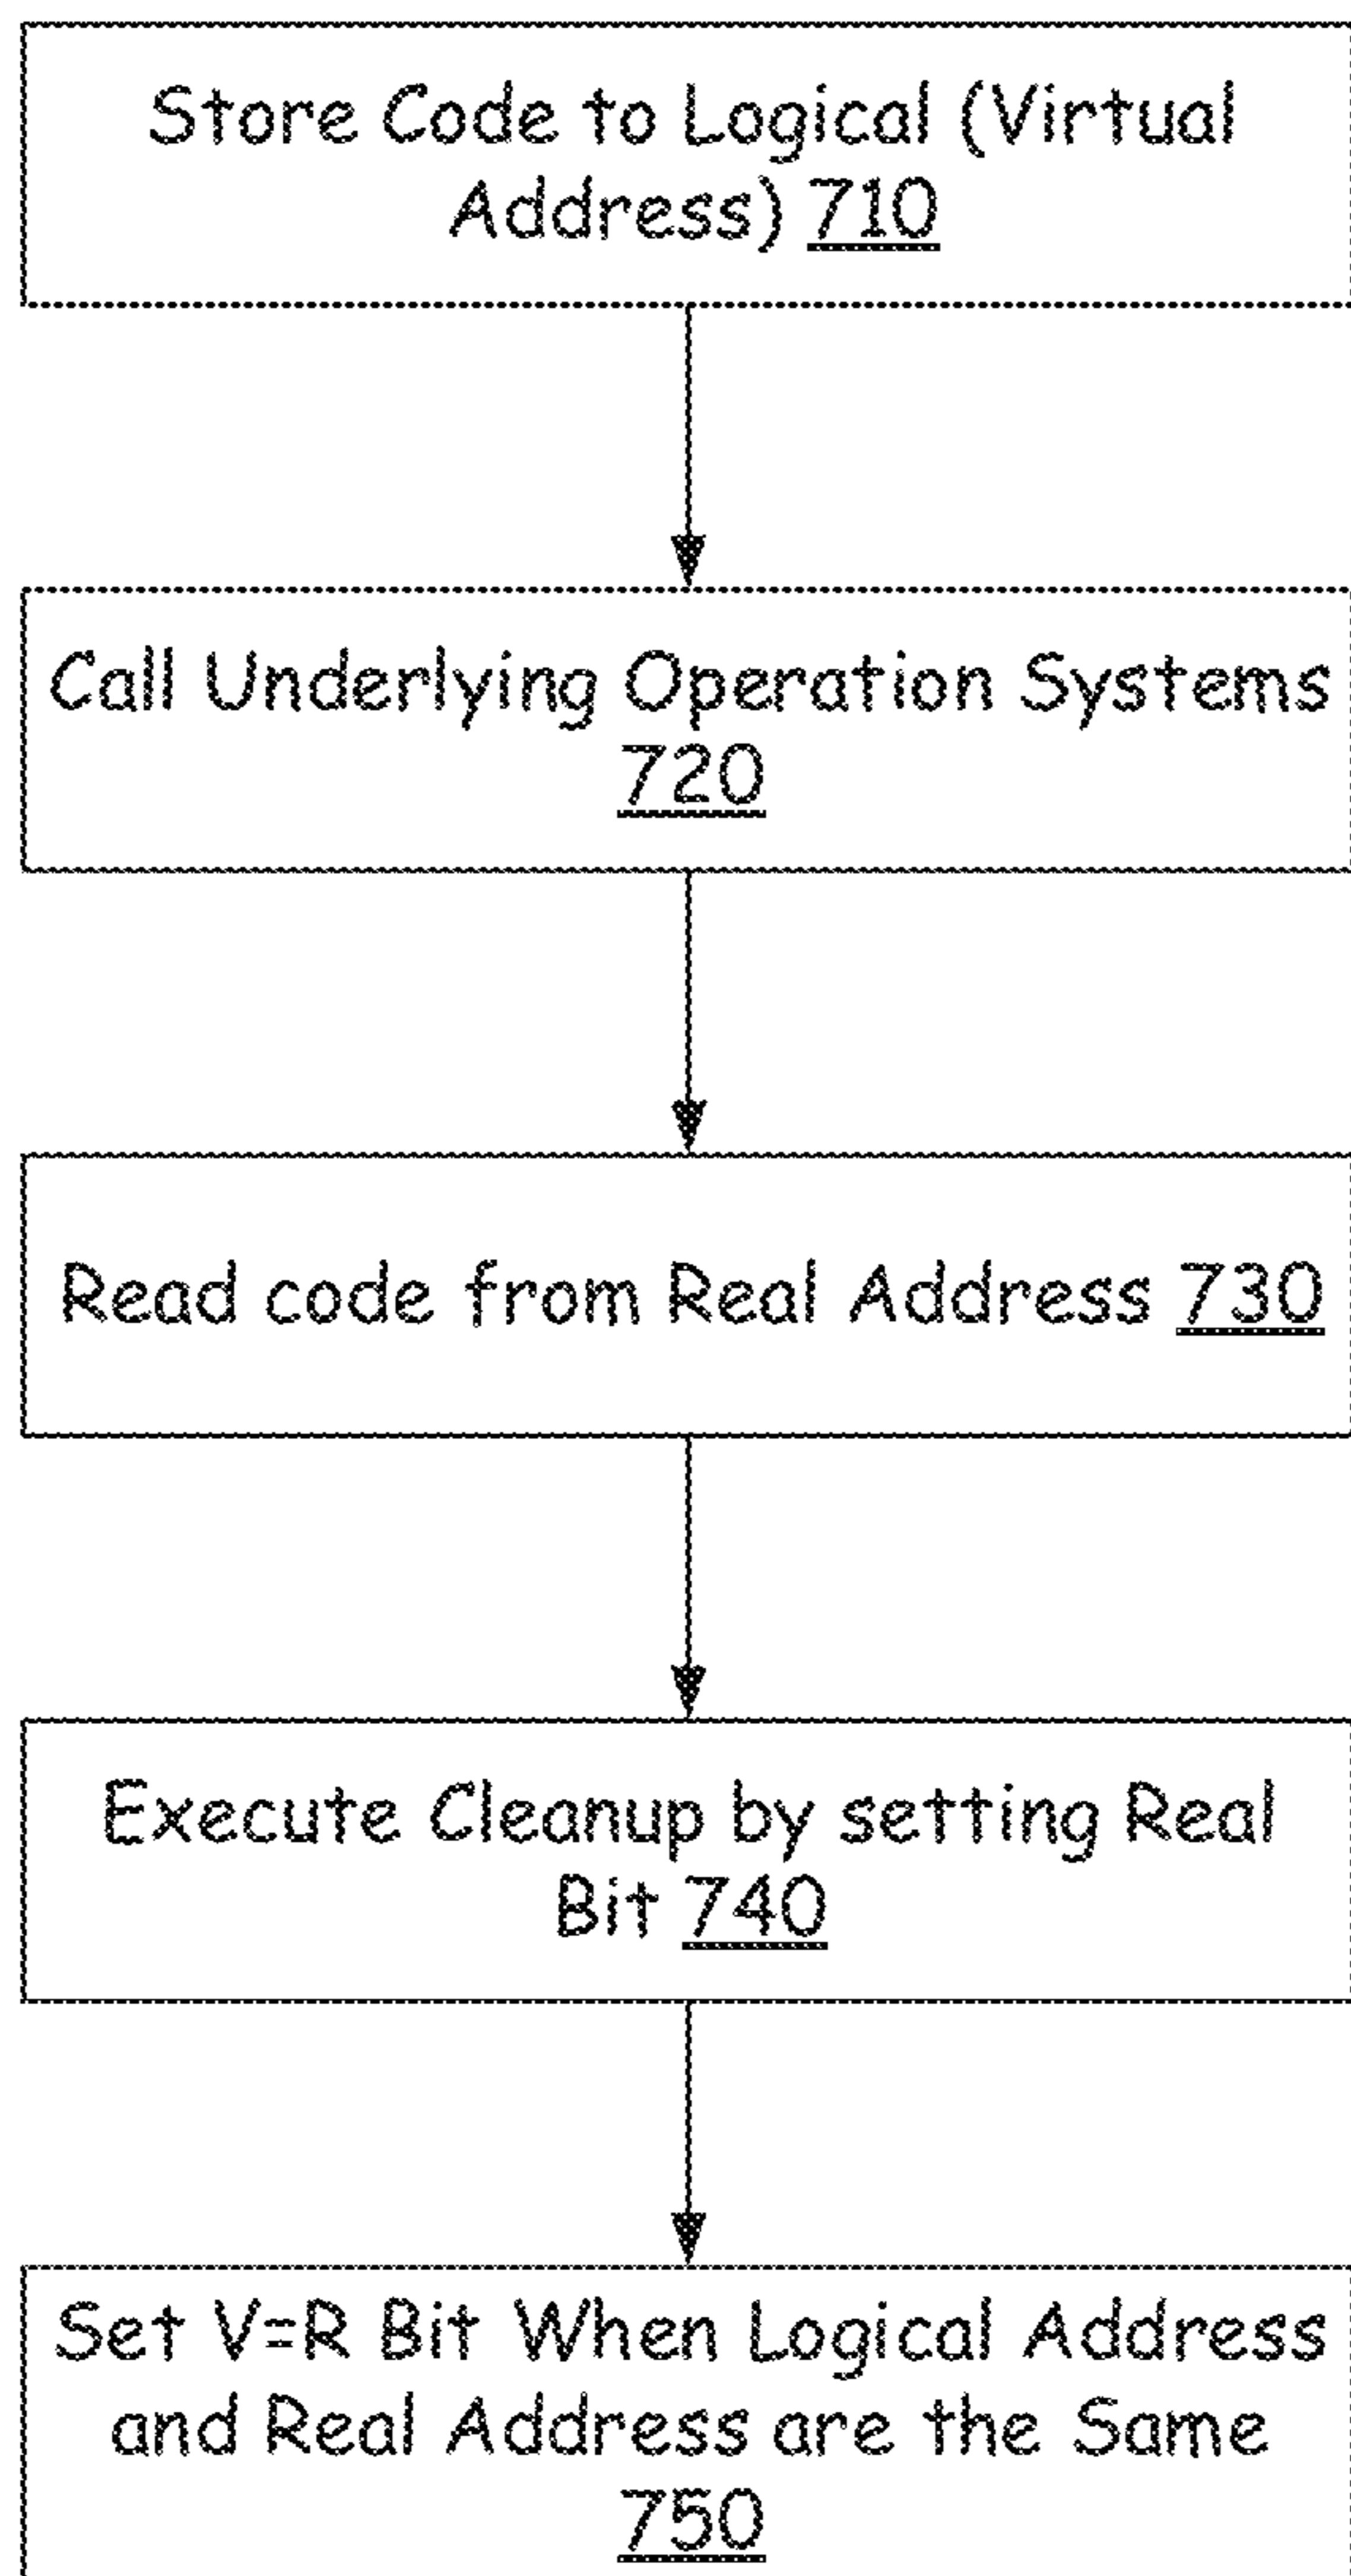 Store Code to Logical (Virtual
Address) 710
Call Underlying Operation Systems
720
Read code from Real Address 730
Execute Cleanup by setting Real
Bit 740
Set V=R Bit When Logical Address
and Real Address are the Same
750